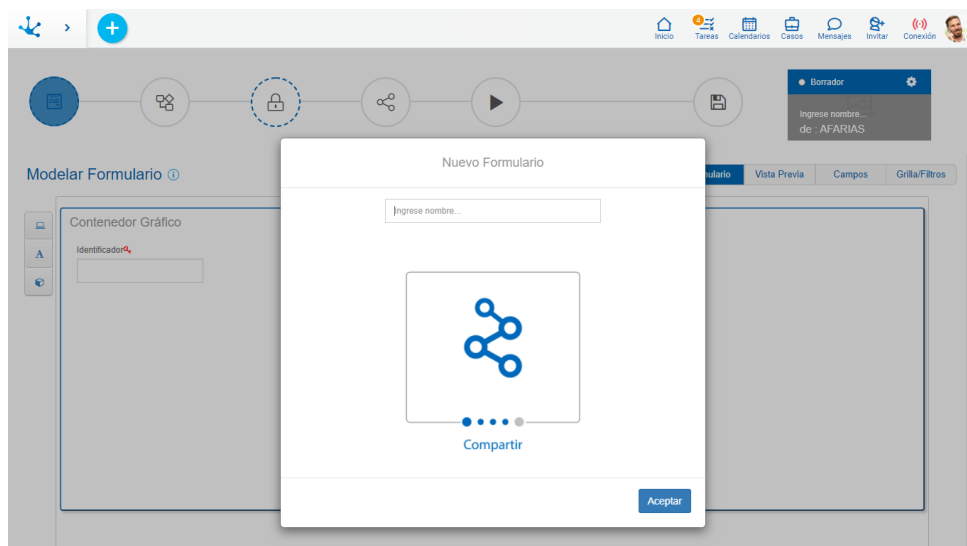 4
Inicio
Tareas
Calendarios
Casos
Mensajes
Invitar
Conexión
Borrador
Ingrese nombre...
de : AFARIAS
Nuevo Formulario
Modelar Formulario
Vista Previa
Campos
Grilla/Filtros
Ingrese nombre...
Contenedor Gráfico
A
Identificador
Compartir
Aceptar